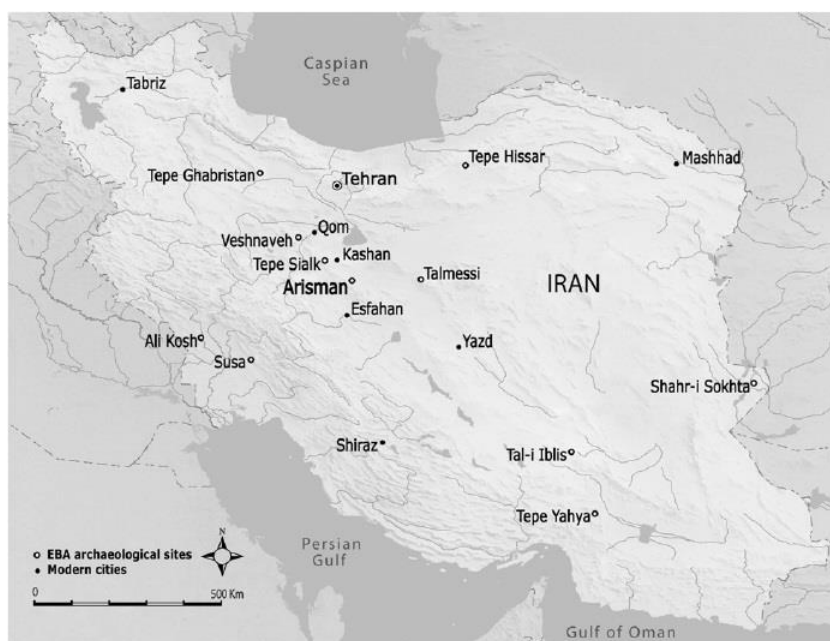 Caspian
Sea
Tabriz
Tepe Hissar
Mashhad
Tepe Ghabristan
Tehran
Qom
Veshnaveh
Kashan
Tepe Sialk
Talmessi
IRAN
Arisman
Esfahan
Ali Kosh
Yazd
Susa
Shahr-i Sokhta
Shiraz
Tal-i Iblis
Tepe Yahya
N
EBA archaeological sites
Modern cities
Persian
Gulf
0 500 Km
Gulf of Oman